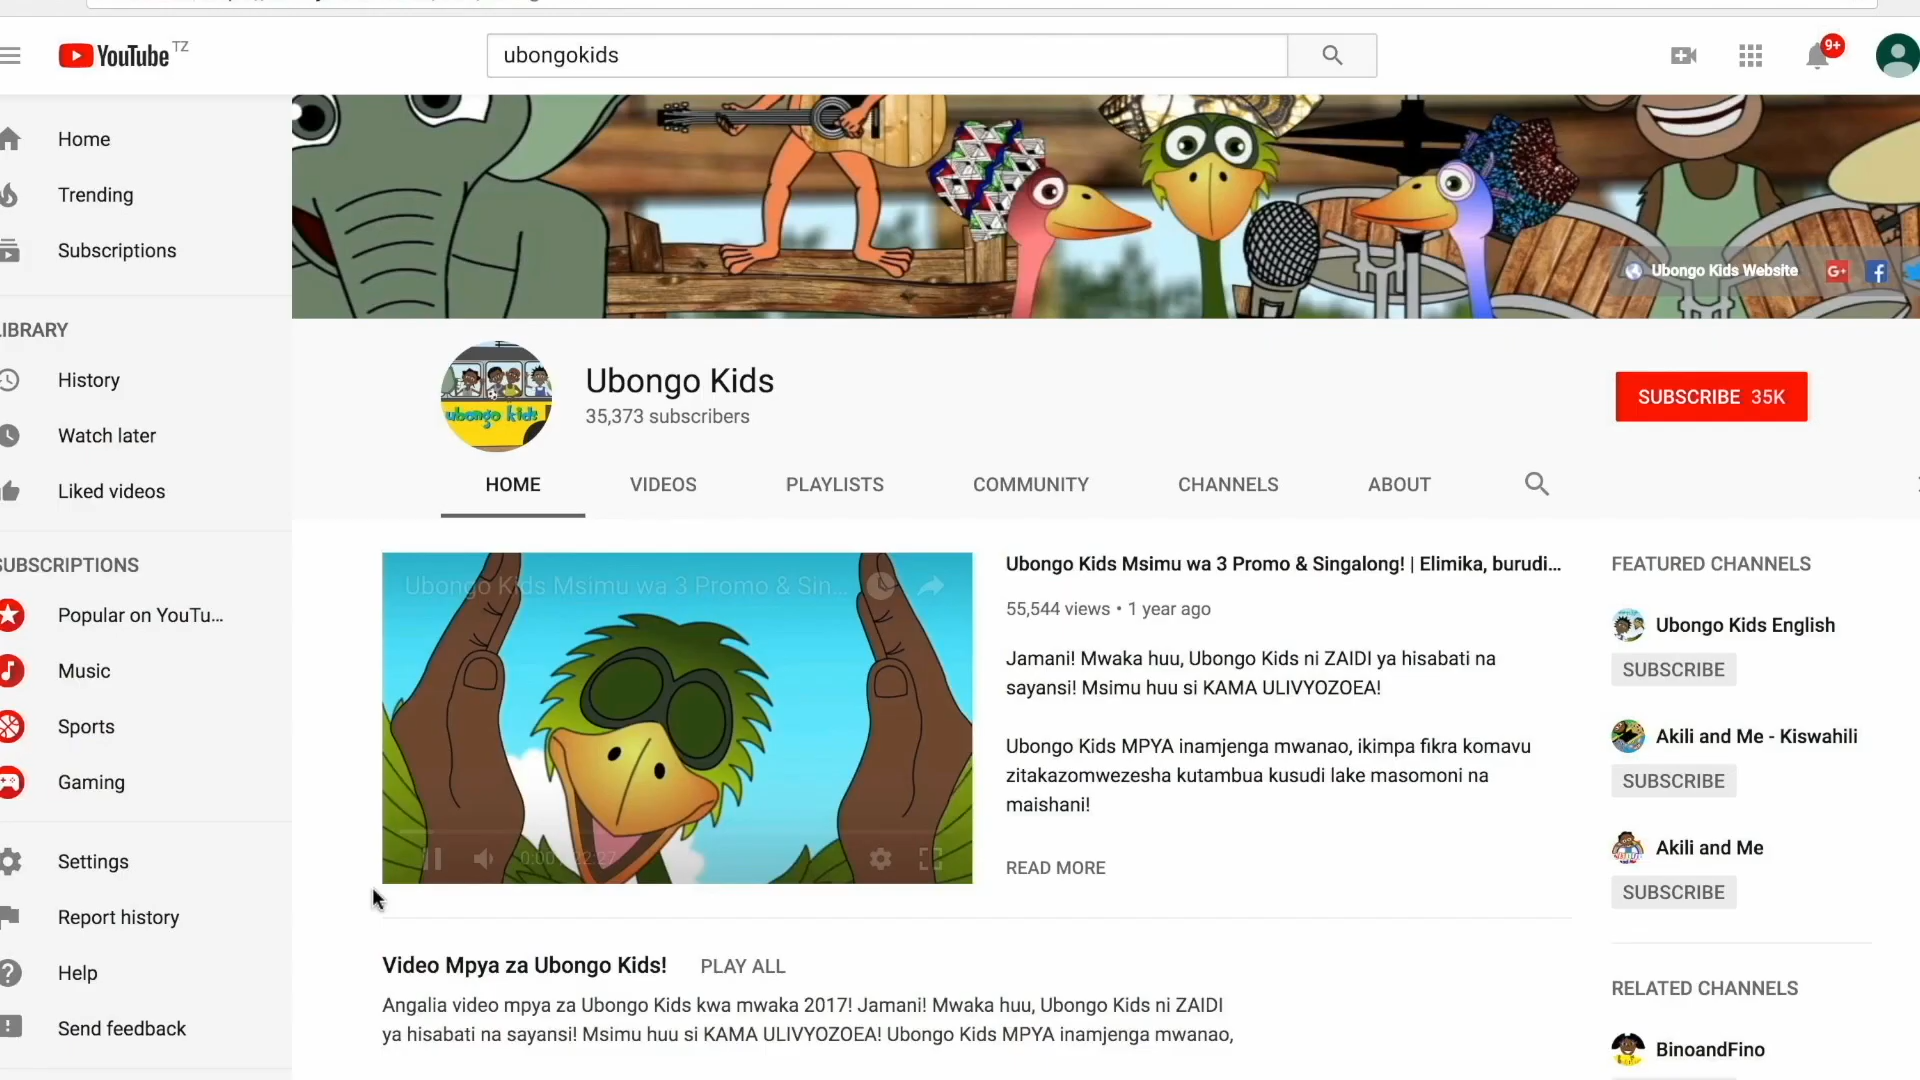 YouTube TZ
ubongokids
9+
Home
Trending
Subscriptions
LIBRARY
History
Watch later
Liked videos
SUBSCRIPTIONS
Popular on YouTu...
Music
Sports
Gaming
Settings
Report history
Help
Send feedback
Ubongo Kids Website
G+
f
ubongo kids
Ubongo Kids
35,373 subscribers
SUBSCRIBE 35K
HOME VIDEOS PLAYLISTS COMMUNITY CHANNELS ABOUT
Ubongo Kids Msimu wa 3 Promo & Sin...
Ubongo Kids Msimu wa 3 Promo & Singalong! | Elimika, burudi...
55,544 views • 1 year ago
Jamani! Mwaka huu, Ubongo Kids ni ZAIDI ya hisabati na
sayansi! Msimu huu si KAMA ULIVYOZOEA!
Ubongo Kids MPYA inamjenga mwanao, ikimpa fikra komavu
zitakazomwezesha kutambua kusudi lake masomoni na
maishani!
READ MORE
Video Mpya za Ubongo Kids! PLAY ALL
Angalia video mpya za Ubongo Kids kwa mwaka 2017! Jamani! Mwaka huu, Ubongo Kids ni ZAIDI
ya hisabati na sayansi! Msimu huu si KAMA ULIVYOZOEA! Ubongo Kids MPYA inamjenga mwanao,
FEATURED CHANNELS
Ubongo Kids English
SUBSCRIBE
Akili and Me - Kiswahili
SUBSCRIBE
Akili and Me
SUBSCRIBE
RELATED CHANNELS
BinoandFino